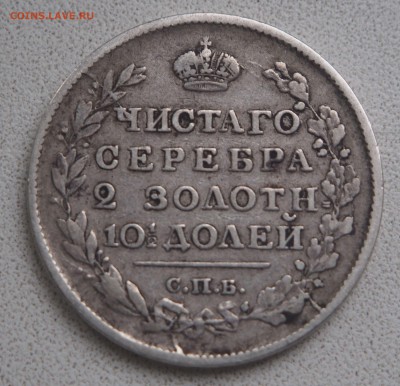 COINS.LAVE.RU
ЧИСТАГО
СЕРЕБРА
2 ЗОЛОТН.
10½ ДОЛЕЙ
С.П.Б.